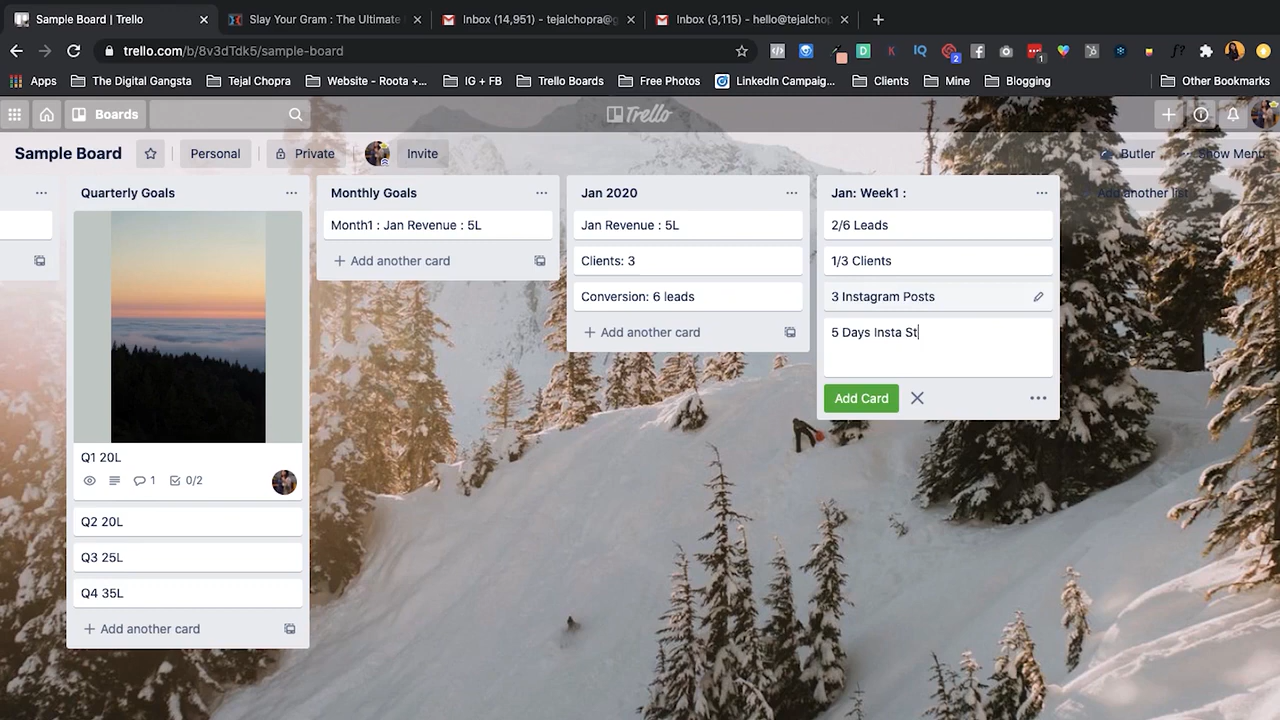 Sample Board | Trello
Slay Your Gram : The Ultimate
Inbox (14,951) - tejalchopra@g
Inbox (3,115) - hello@tejalchop
trello.com/b/8v3dTdk5/sample-board
2
1
Apps
The Digital Gangsta
Tejal Chopra
Website - Roota +...
IG + FB
Trello Boards
Free Photos
LinkedIn Campaig...
Clients
Mine
Blogging
Other Bookmarks
Boards
Trello
Sample Board
Personal
Private
Invite
Butler
Show Menu
Quarterly Goals
Q1 20L
1
0/2
Q2 20L
Q3 25L
Q4 35L
Add another card
Monthly Goals
Month1 : Jan Revenue : 5L
Add another card
Jan 2020
Jan Revenue : 5L
Clients: 3
Conversion: 6 leads
Add another card
Jan: Week1 :
2/6 Leads
1/3 Clients
3 Instagram Posts
5 Days Insta St
Add Card
Add another list